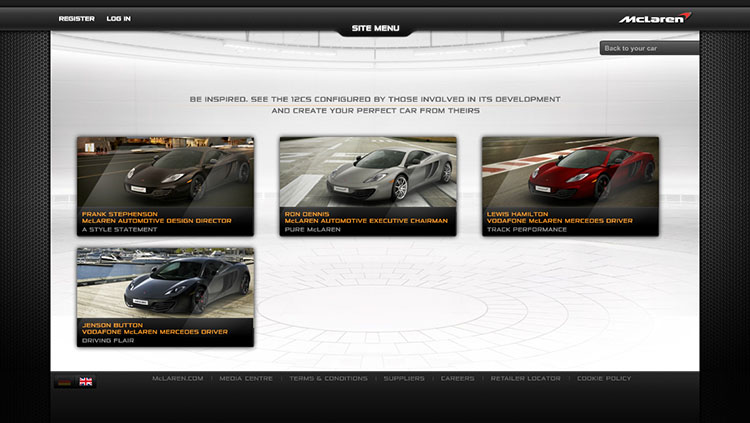 REGISTER LOG IN
SITE MENU
McLaren
Back to your car
BE INSPIRED. SEE THE 12CS CONFIGURED BY THOSE INVOLVED IN ITS DEVELOPMENT
AND CREATE YOUR PERFECT CAR FROM THEIRS
FRANK STEPHENSON
McLAREN AUTOMOTIVE DESIGN DIRECTOR
A STYLE STATEMENT
RON DENNIS
McLAREN AUTOMOTIVE EXECUTIVE CHAIRMAN
PURE McLAREN
LEWIS HAMILTON
VODAFONE McLAREN MERCEDES DRIVER
TRACK PERFORMANCE
JENSON BUTTON
VODAFONE McLAREN MERCEDES DRIVER
DRIVING FLAIR
McLAREN.COM | MEDIA CENTRE | TERMS & CONDITIONS | SUPPLIERS | CAREERS | RETAILER LOCATOR | COOKIE POLICY